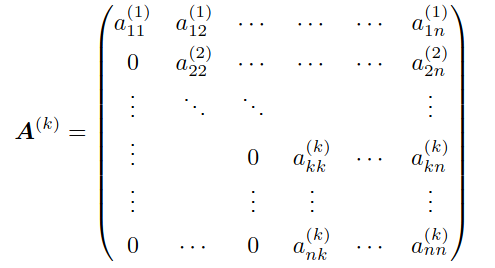 a_{11}^{(1)} a_{12}^{(1)} ⋯ ⋯ ⋯ a_{1n}^{(1)}
0 a_{22}^{(2)} ⋯ ⋯ ⋯ a_{2n}^{(2)}
⋮ ⋱ ⋱ ⋮
A^{(k)} = ⋮ 0 a_{kk}^{(k)} ⋯ a_{kn}^{(k)}
⋮ ⋮ ⋮ ⋮
0 ⋯ 0 a_{nk}^{(k)} ⋯ a_{nn}^{(k)}